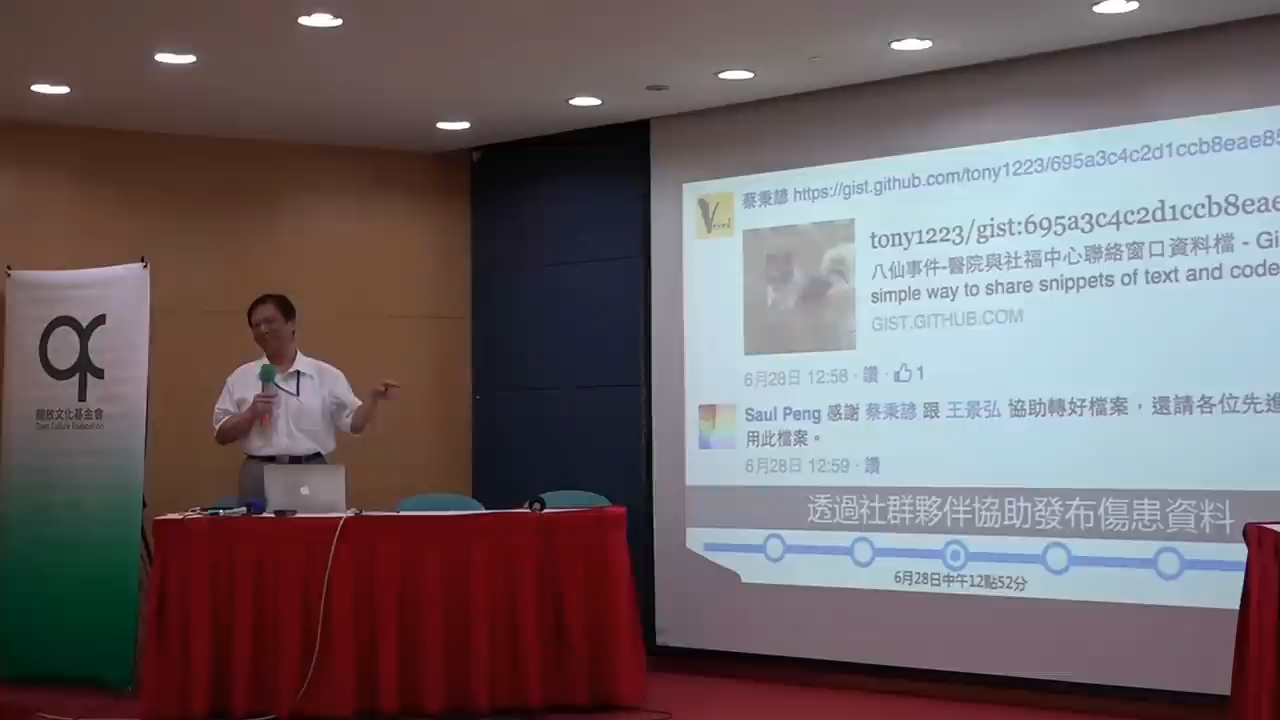 開放文化基金會
Open Culture Foundation
蔡秉諺 https://gist.github.com/tony1223/695a3c4c2d1ccb8eae85
tony1223/gist:695a3c4c2d1ccb8eae
八仙事件-醫院與社福中心聯絡窗口資料檔 - Gi
simple way to share snippets of text and code
GIST.GITHUB.COM
6月28日 12:58 · 讚 · 1
Saul Peng 感謝 蔡秉諺 跟 王景弘 協助轉好檔案，還請各位先進
用此檔案。
6月28日 12:59 · 讚
透過社群夥伴協助發布傷患資料
6月28日中午12點52分